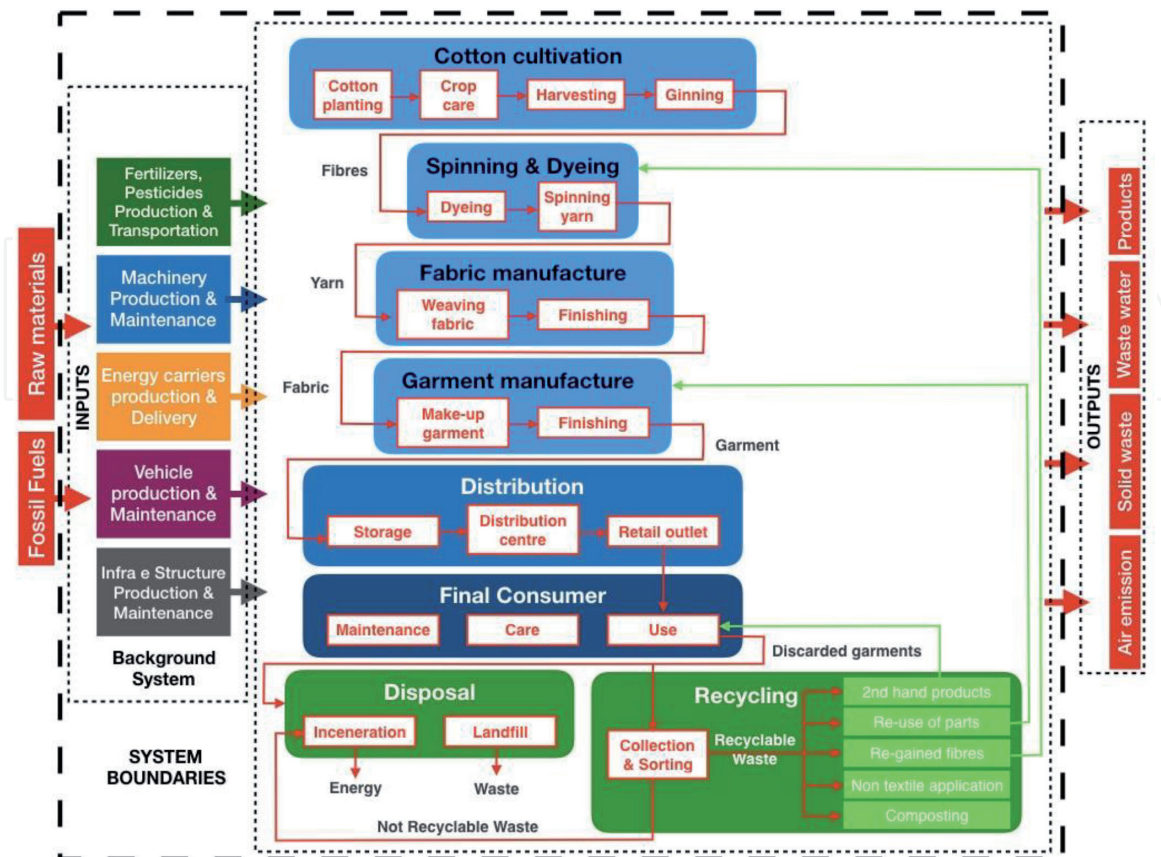 Cotton cultivation
Cotton
planting
Crop
care
Harvesting
Ginning
Fibres
Spinning & Dyeing
Dyeing
Spinning
yarn
Yarn
Fabric manufacture
Weaving
fabric
Finishing
Fabric
Garment manufacture
Make-up
garment
Finishing
Garment
Distribution
Storage
Distribution
centre
Retail outlet
Final Consumer
Maintenance
Care
Use
Discarded garments
Disposal
Inceneration
Landfill
Energy
Waste
Not Recyclable Waste
Recycling
Collection
& Sorting
Recyclable
Waste
2nd hand products
Re-use of parts
Re-gained fibres
Non textile application
Composting
Raw materials
Fossil Fuels
INPUTS
Fertilizers,
Pesticides
Production &
Transportation
Machinery
Production &
Maintenance
Energy carriers
production &
Delivery
Vehicle
production &
Maintenance
Infra e Structure
Production &
Maintenance
Background
System
SYSTEM
BOUNDARIES
OUTPUTS
Products
Waste water
Solid waste
Air emission